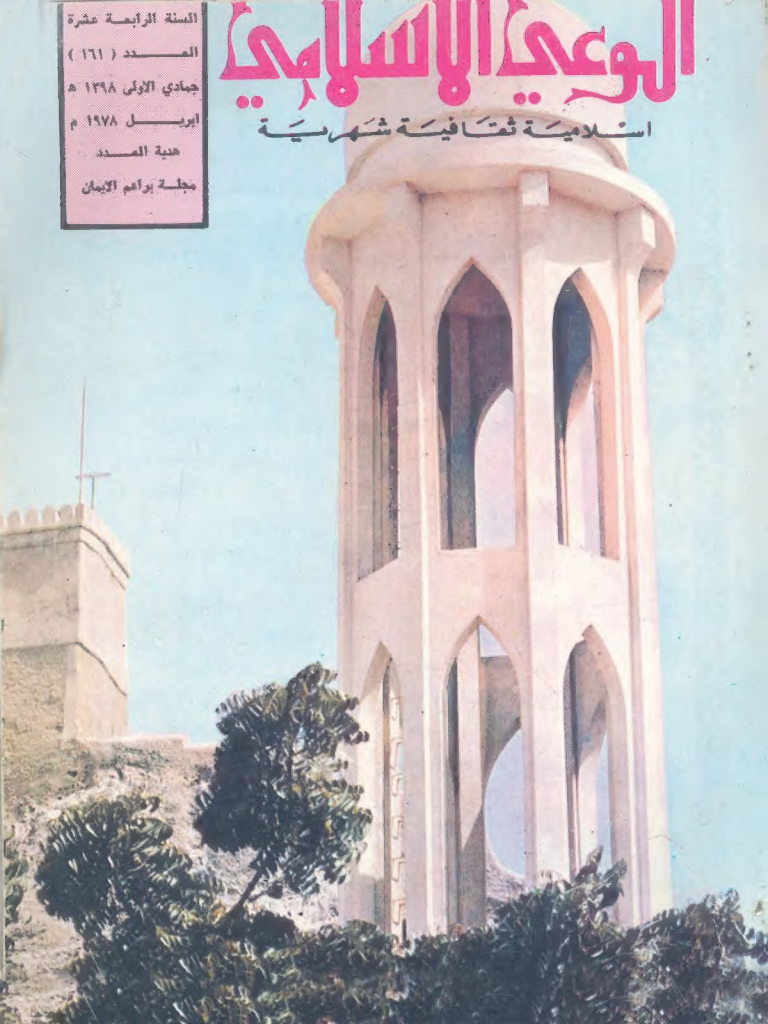 الوعي الإسلامي
اسلامية ثقافية شهرية
السنة الرابعة عشرة
العدد ( ١٦١ )
جمادي الاولى ١٣٩٨ ه
ابريل ١٩٧٨ م
هدية العدد
مجلة براعم الايمان